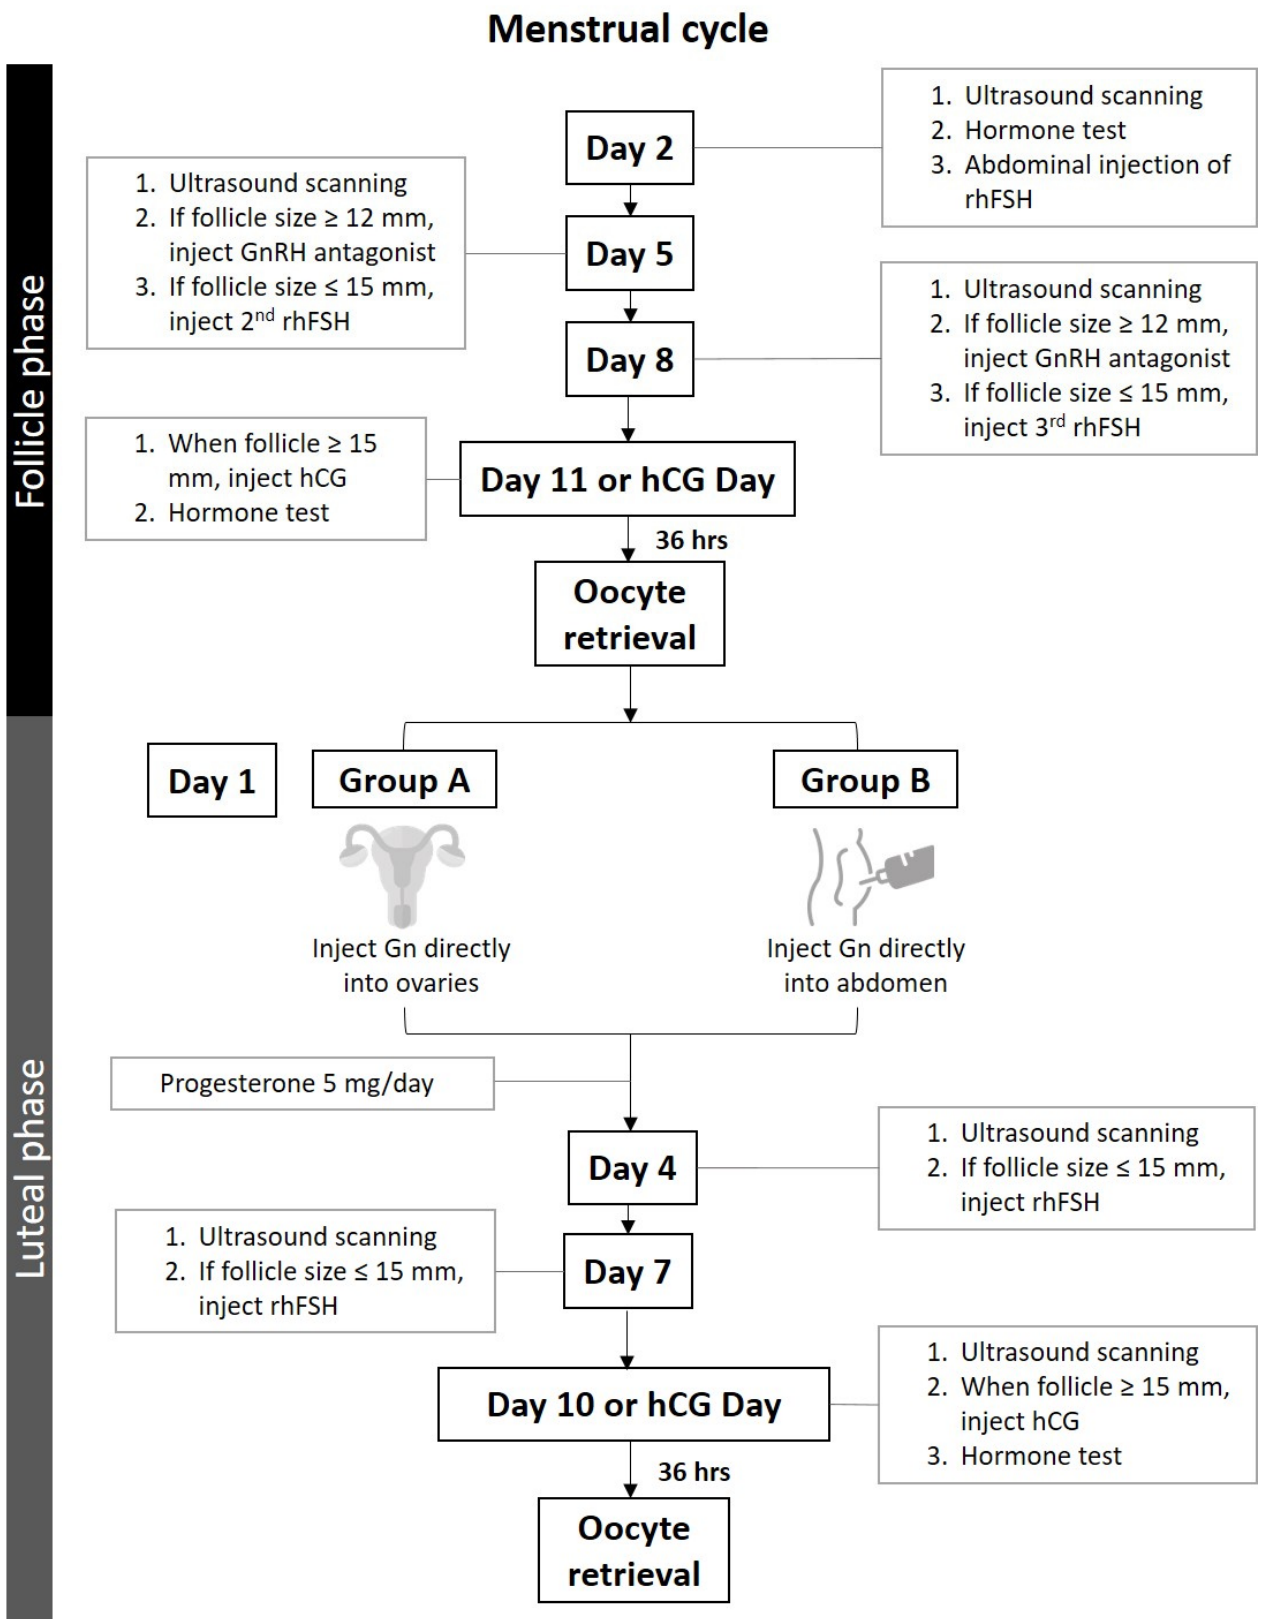 Menstrual cycle
Follicle phase
Day 2
1. Ultrasound scanning
2. Hormone test
3. Abdominal injection of
rhFSH
1. Ultrasound scanning
2. If follicle size ≥ 12 mm,
inject GnRH antagonist
3. If follicle size ≤ 15 mm,
inject 2nd rhFSH
Day 5
Day 8
1. Ultrasound scanning
2. If follicle size ≥ 12 mm,
inject GnRH antagonist
3. If follicle size ≤ 15 mm,
inject 3rd rhFSH
1. When follicle ≥ 15
mm, inject hCG
2. Hormone test
Day 11 or hCG Day
36 hrs
Oocyte
retrieval
Luteal phase
Day 1
Group A
Group B
Inject Gn directly
into ovaries
Inject Gn directly
into abdomen
Progesterone 5 mg/day
Day 4
1. Ultrasound scanning
2. If follicle size ≤ 15 mm,
inject rhFSH
1. Ultrasound scanning
2. If follicle size ≤ 15 mm,
inject rhFSH
Day 7
Day 10 or hCG Day
1. Ultrasound scanning
2. When follicle ≥ 15 mm,
inject hCG
3. Hormone test
36 hrs
Oocyte
retrieval